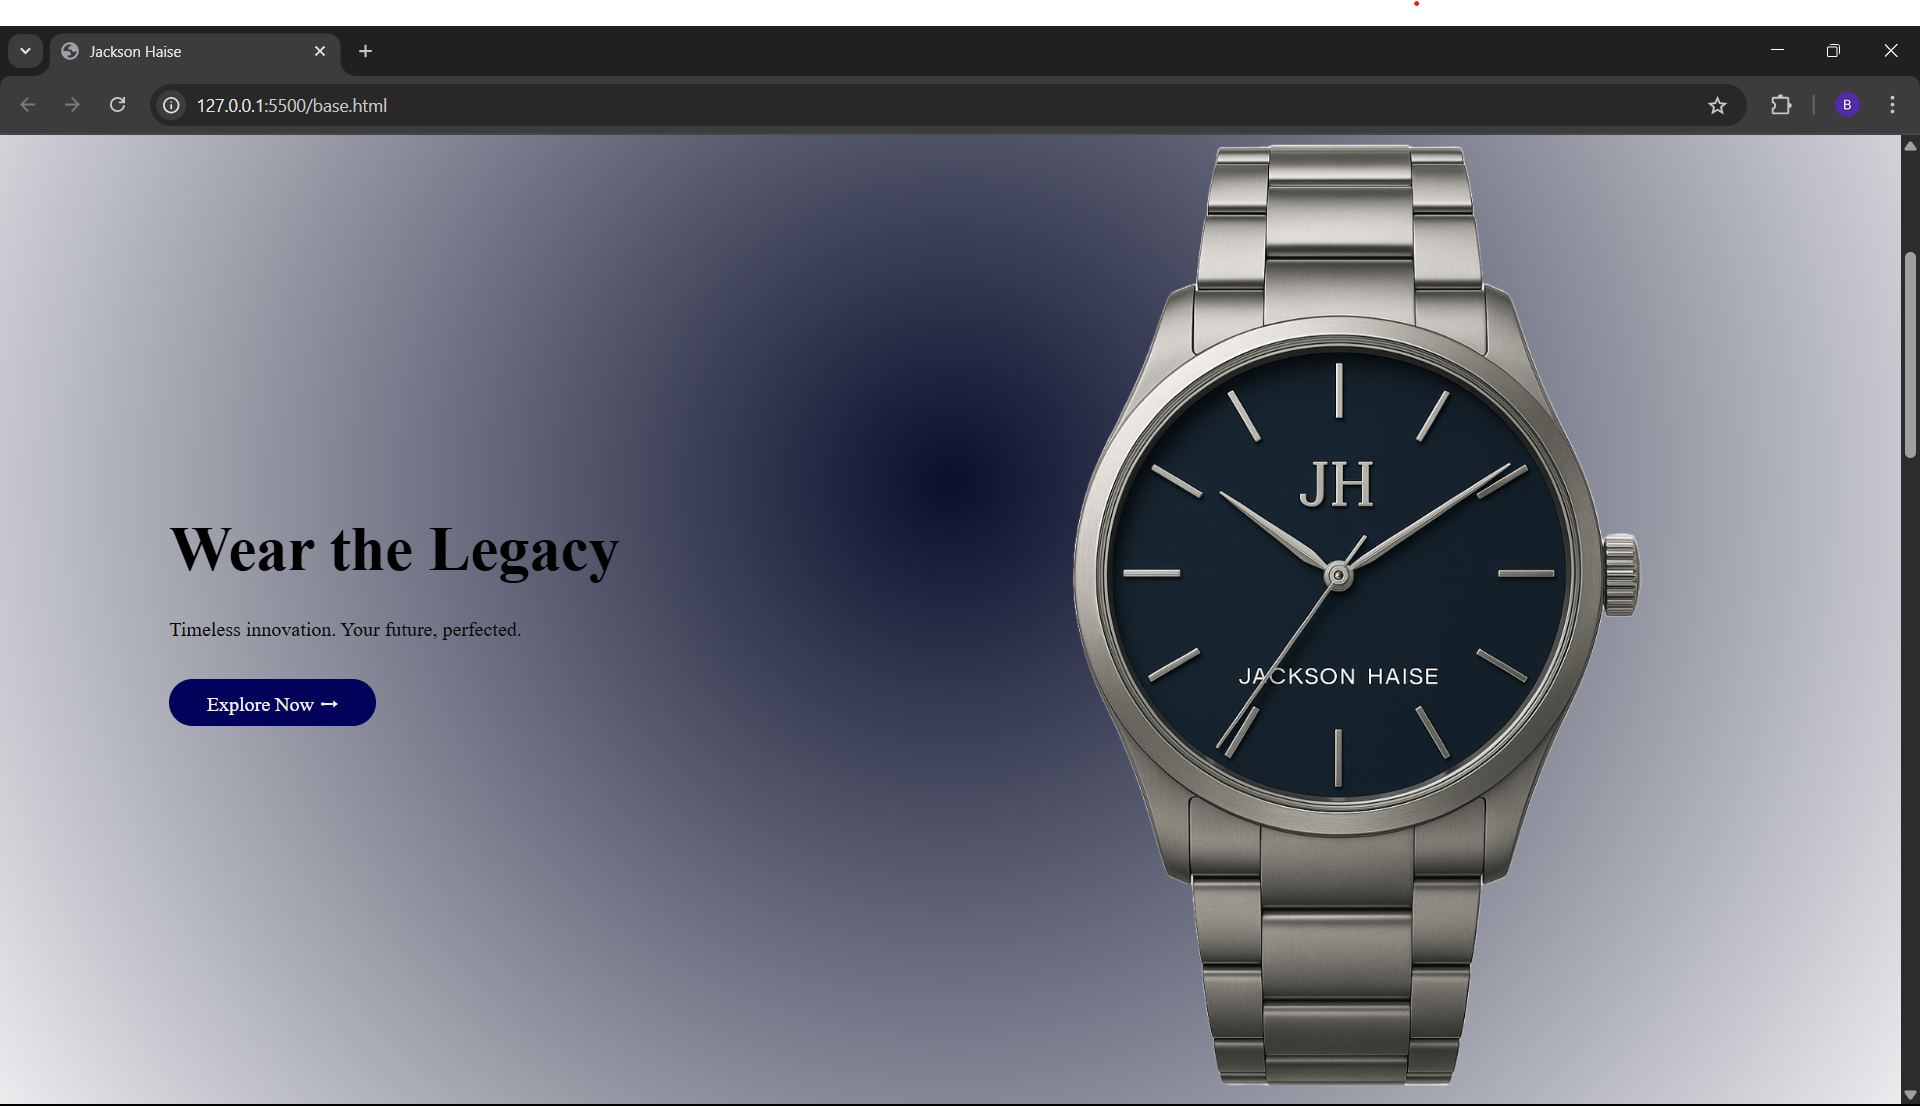 Jackson Haise
127.0.0.1:5500/base.html
B
JH
JACKSON HAISE
Wear the Legacy
Timeless innovation. Your future, perfected.
Explore Now →